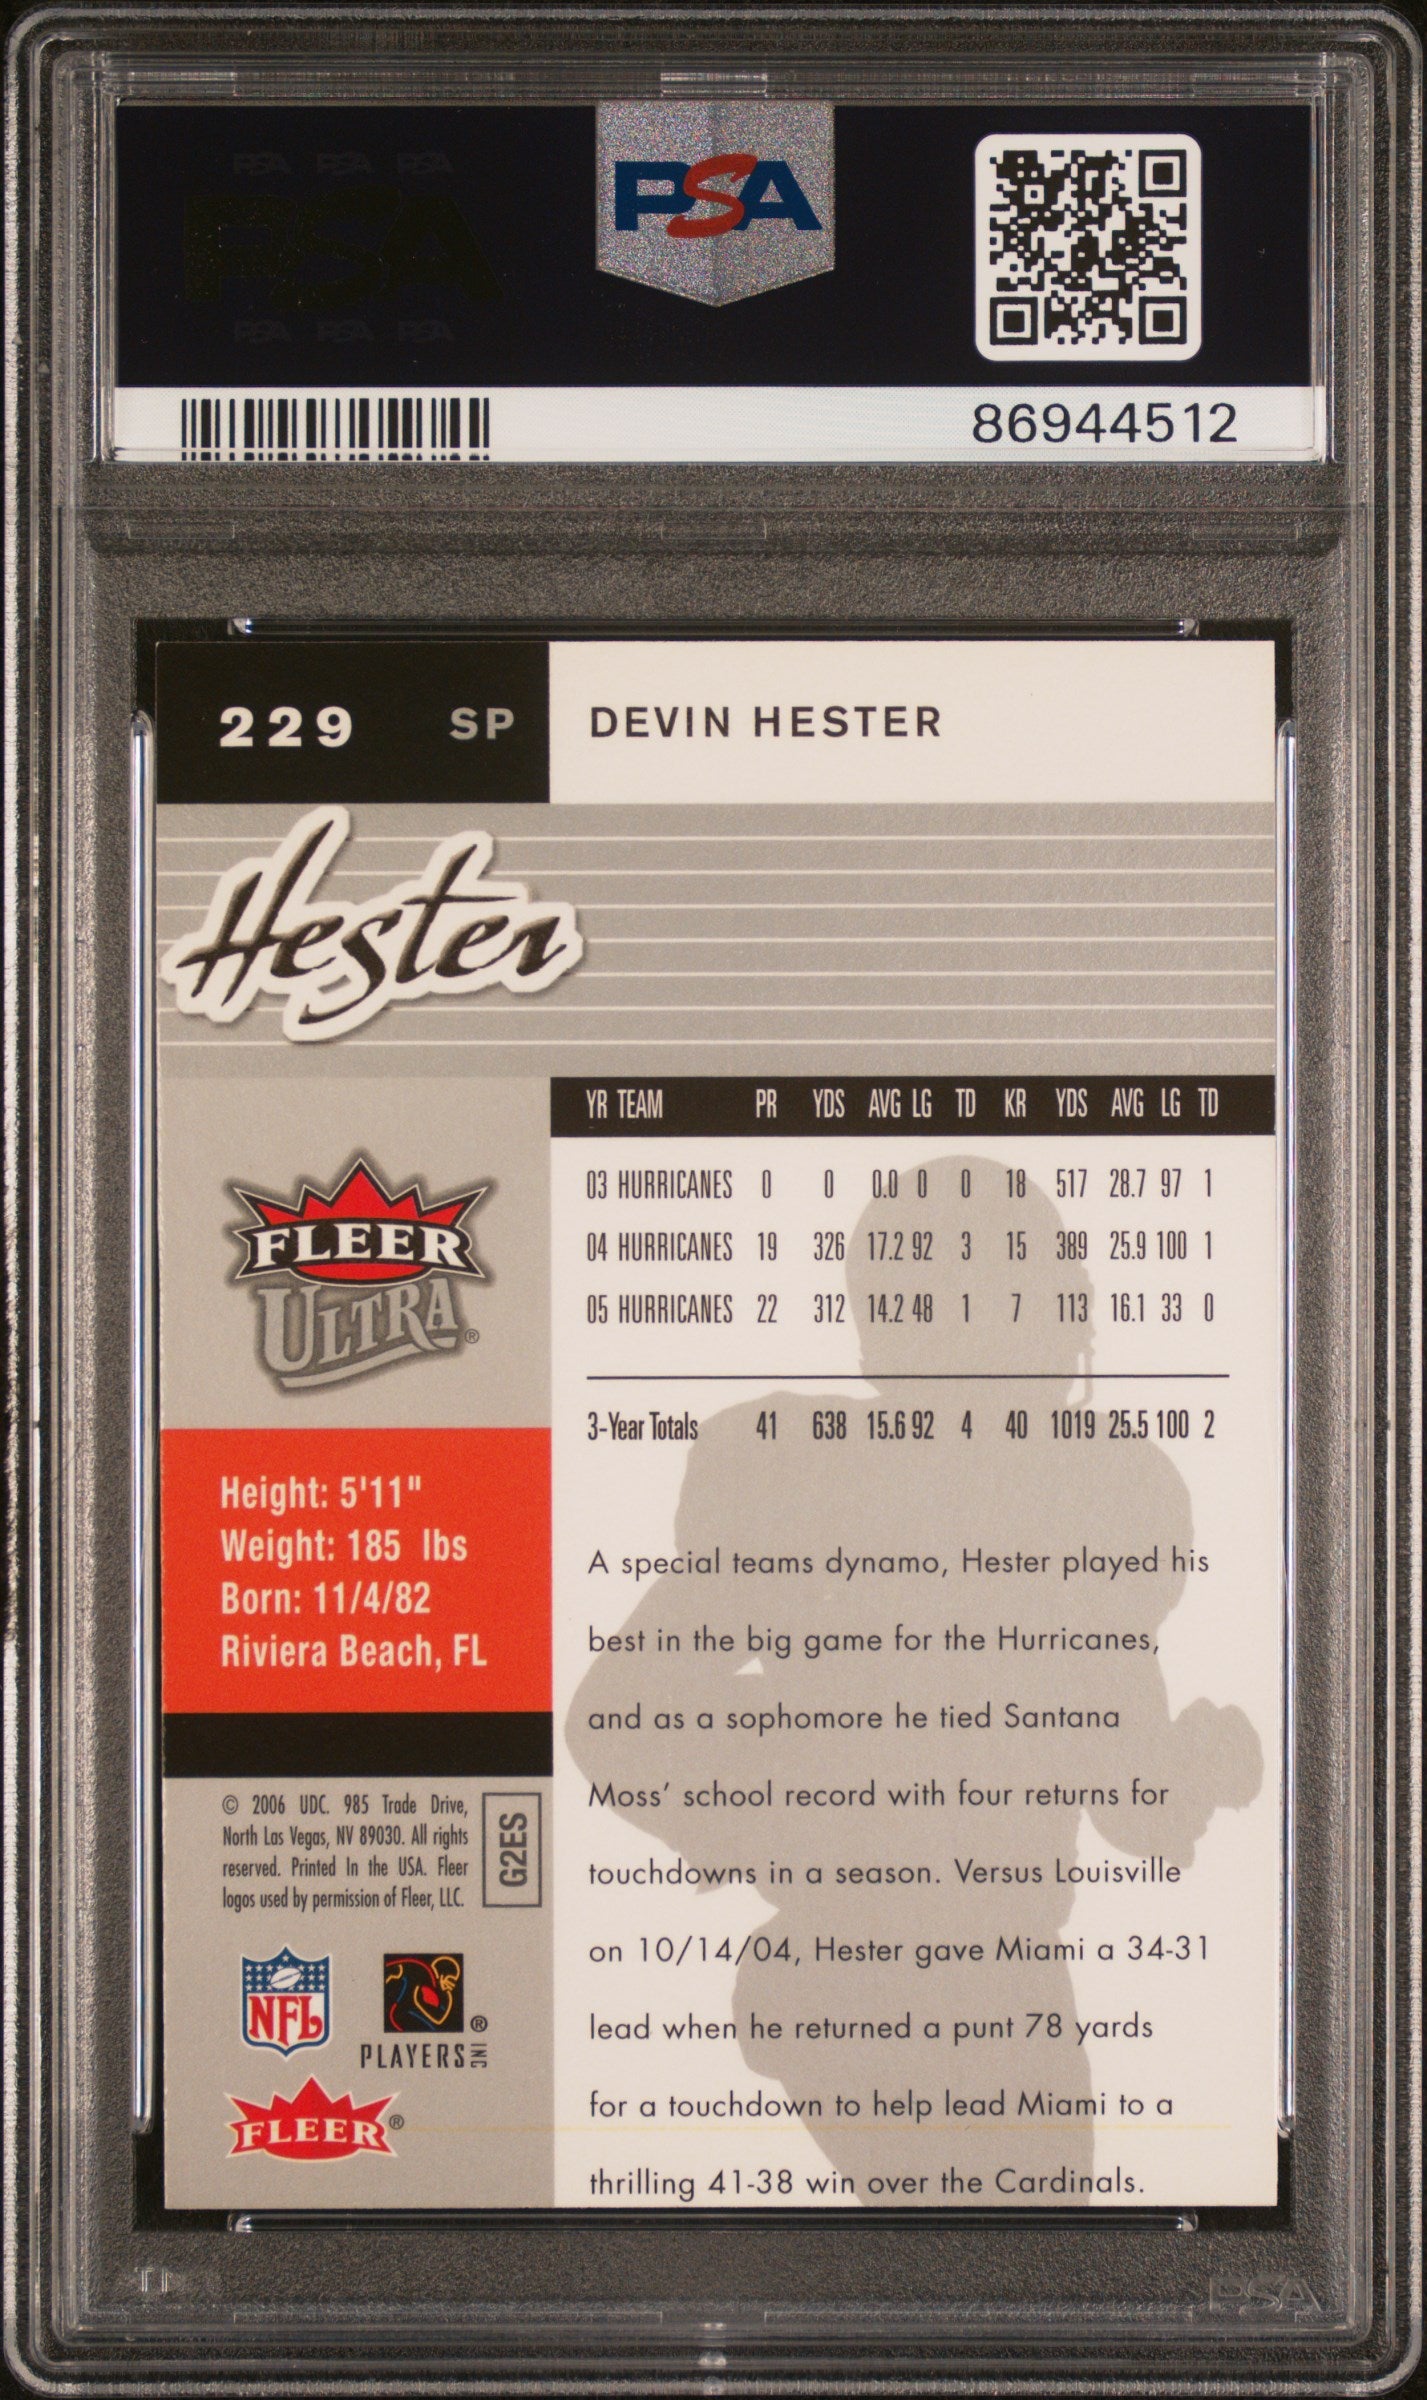 PSA PSA PSA
PSA
PSA PSA PSA
PSA
86944512
229 SP DEVIN HESTER
Hester
YR TEAM PR YDS AVG LG TD KR YDS AVG LG TD
03 HURRICANES 0 0 0.0 0 0 18 517 28.7 97 1
04 HURRICANES 19 326 17.2 92 3 15 389 25.9 100 1
05 HURRICANES 22 312 14.2 48 1 7 113 16.1 33 0
3-Year Totals 41 638 15.6 92 4 40 1019 25.5 100 2
FLEER
ULTRA®
Height: 5'11"
Weight: 185 lbs
Born: 11/4/82
Riviera Beach, FL
© 2006 UDC. 985 Trade Drive,
North Las Vegas, NV 89030. All rights
reserved. Printed In the USA. Fleer
logos used by permission of Fleer, LLC.
G2ES
NFL
PLAYERS INC ®
FLEER®
A special teams dynamo, Hester played his
best in the big game for the Hurricanes,
and as a sophomore he tied Santana
Moss' school record with four returns for
touchdowns in a season. Versus Louisville
on 10/14/04, Hester gave Miami a 34-31
lead when he returned a punt 78 yards
for a touchdown to help lead Miami to a
thrilling 41-38 win over the Cardinals.
PSA